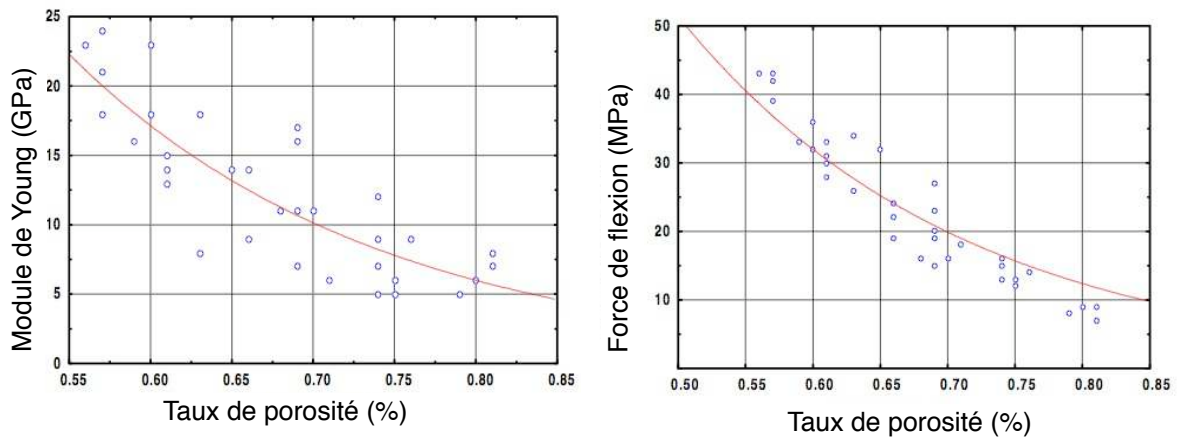 Module de Young (GPa)
25
20
15
10
5
0
0.55 0.60 0.65 0.70 0.75 0.80 0.85
Taux de porosité (%)
Force de flexion (MPa)
50
40
30
20
10
0.50 0.55 0.60 0.65 0.70 0.75 0.80 0.85
Taux de porosité (%)